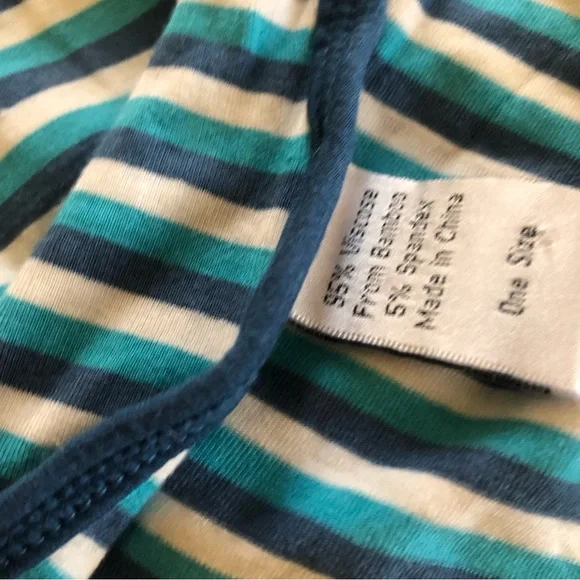 95% Viscose
From Bamboo
5% Spandex
Made in China
One Size